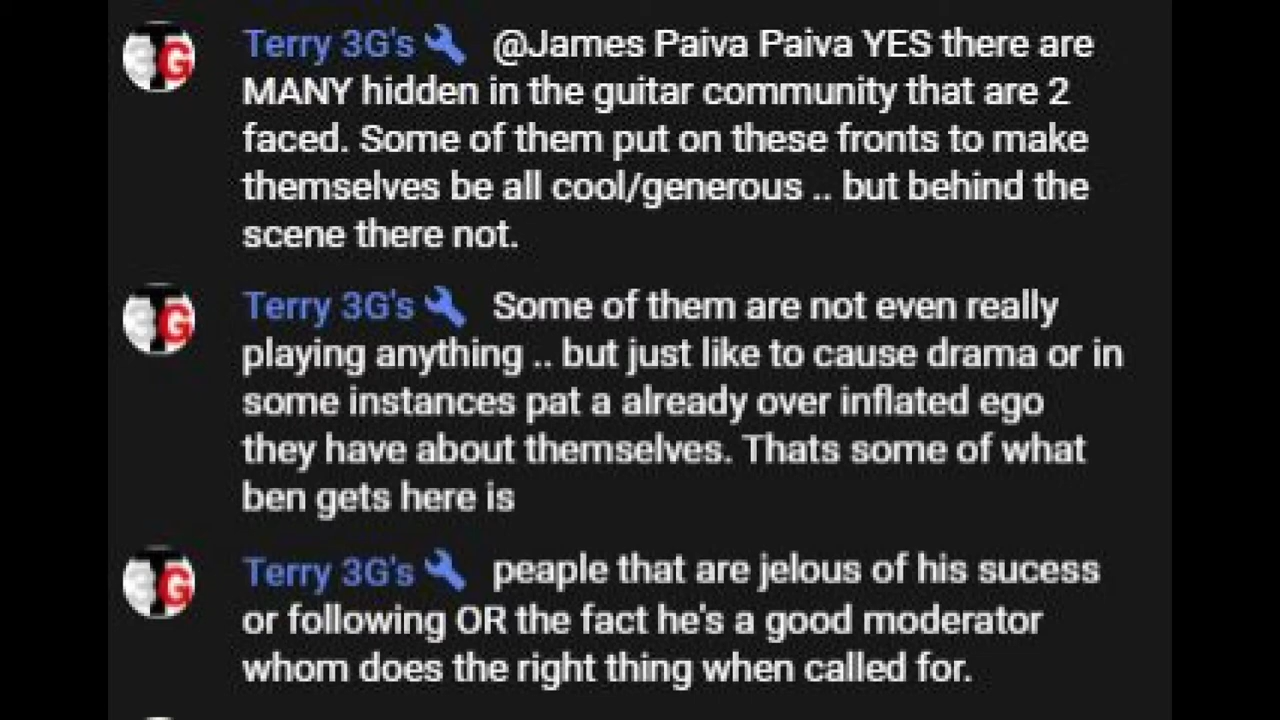 Terry 3G's @James Paiva Paiva YES there are
MANY hidden in the guitar community that are 2
faced. Some of them put on these fronts to make
themselves be all cool/generous .. but behind the
scene there not.
Terry 3G's Some of them are not even really
playing anything .. but just like to cause drama or in
some instances pat a already over inflated ego
they have about themselves. Thats some of what
ben gets here is
Terry 3G's peaple that are jelous of his sucess
or following OR the fact he's a good moderator
whom does the right thing when called for.